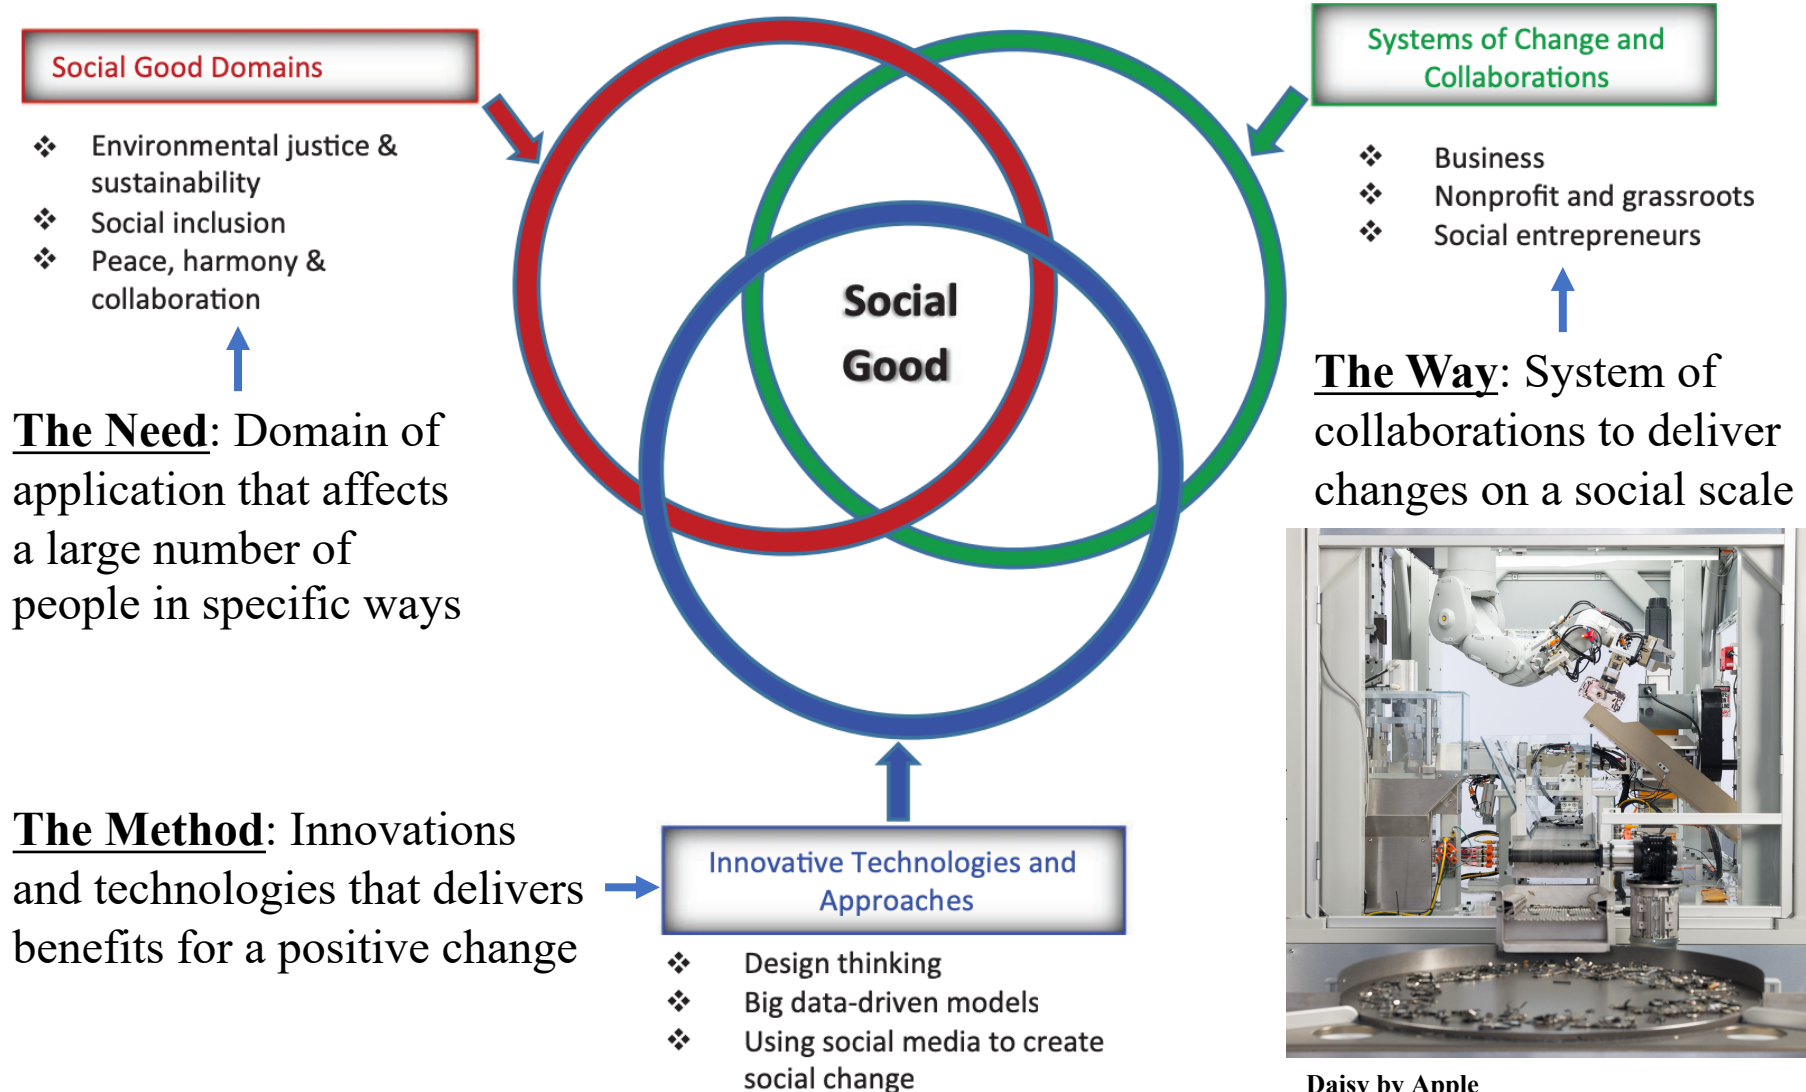 Social Good Domains
❖ Environmental justice &
sustainability
❖ Social inclusion
❖ Peace, harmony &
collaboration
The Need: Domain of
application that affects
a large number of
people in specific ways
Systems of Change and
Collaborations
❖ Business
❖ Nonprofit and grassroots
❖ Social entrepreneurs
The Way: System of
collaborations to deliver
changes on a social scale
Social
Good
The Method: Innovations
and technologies that delivers
benefits for a positive change
Innovative Technologies and
Approaches
❖ Design thinking
❖ Big data-driven models
❖ Using social media to create
social change
Daisy by Apple